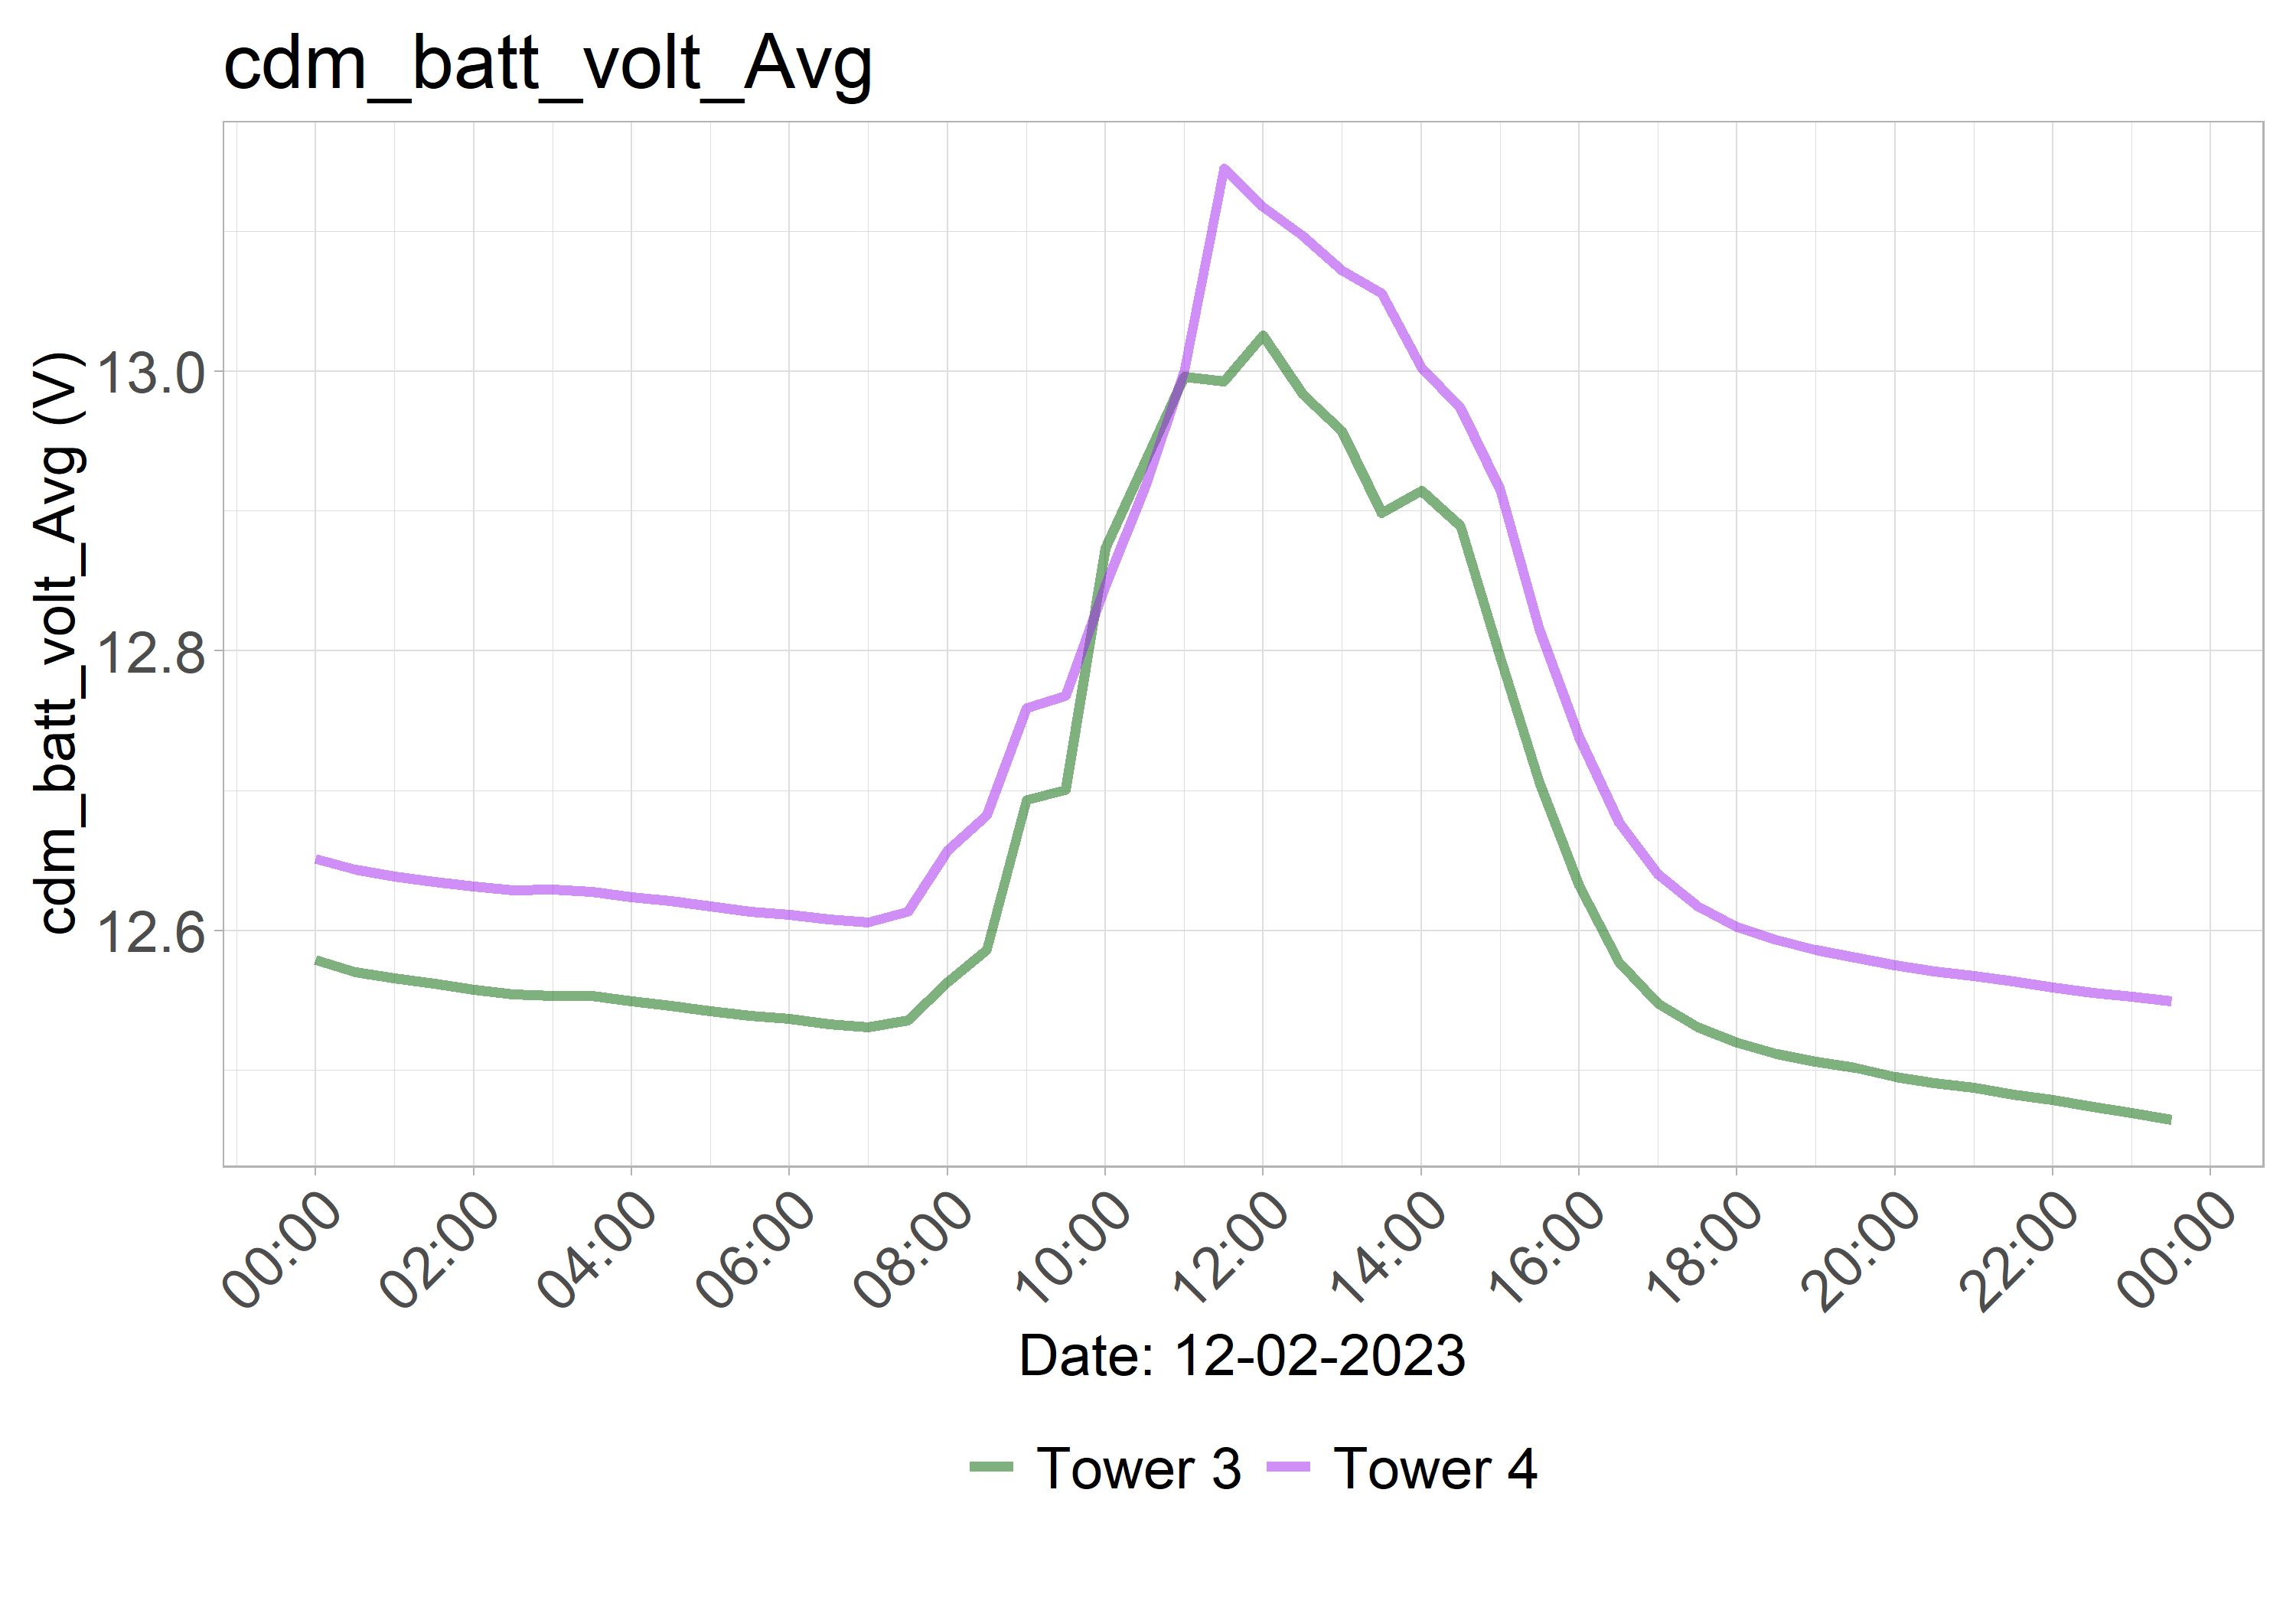 cdm_batt_volt_Avg
cdm_batt_volt_Avg (V)
13.0
12.8
12.6
00:00 02:00 04:00 06:00 08:00 10:00 12:00 14:00 16:00 18:00 20:00 22:00 00:00
Date: 12-02-2023
Tower 3 Tower 4